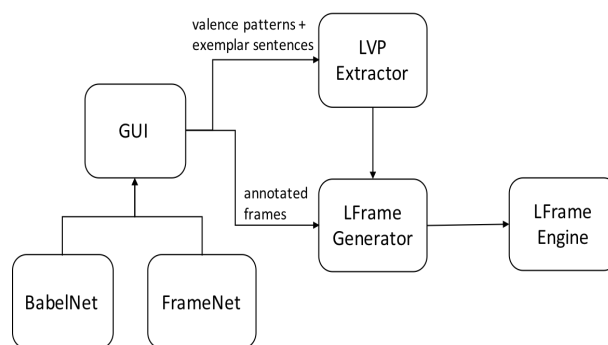 valence patterns +
exemplar sentences
LVP
Extractor
GUI
annotated
frames
LFrame
Generator
LFrame
Engine
BabelNet
FrameNet